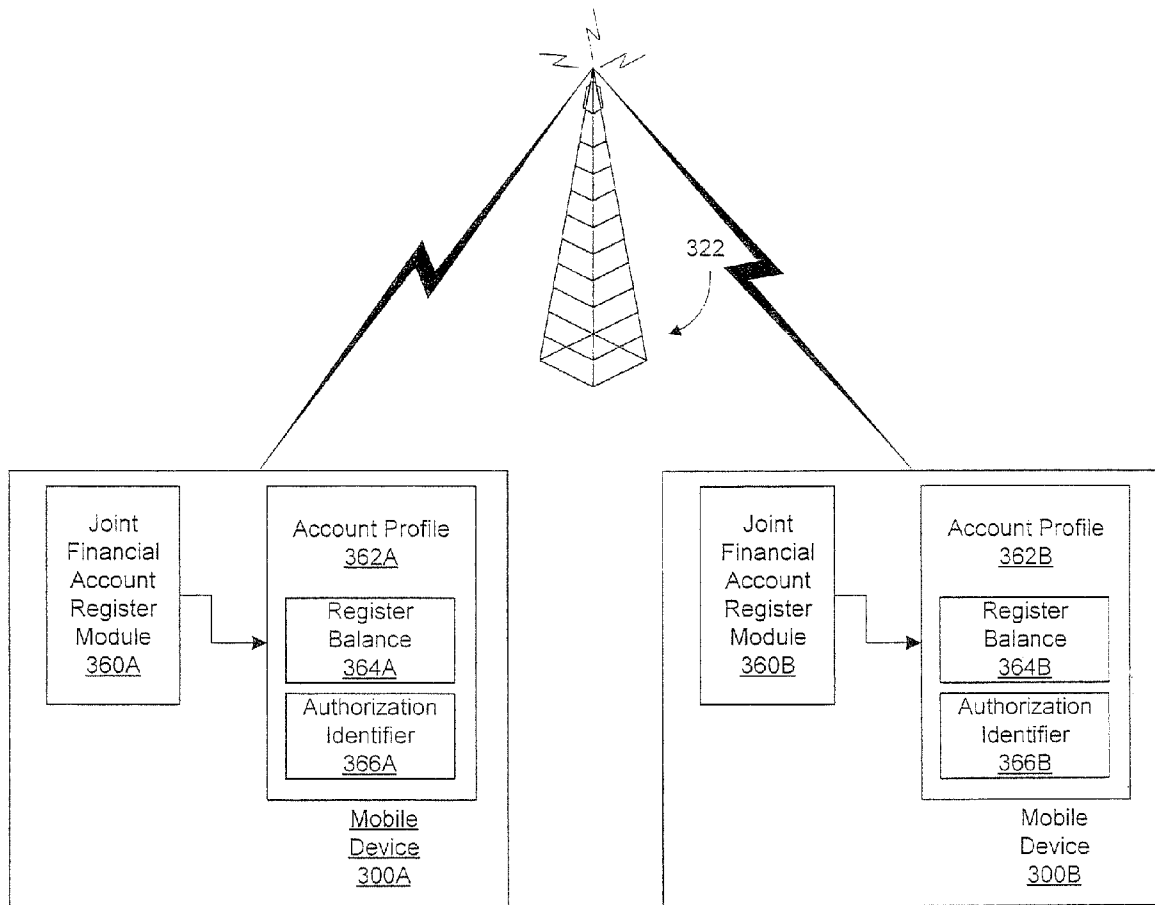 322
Joint
Financial
Account
Register
Module
360A
Account Profile
362A
Register
Balance
364A
Authorization
Identifier
366A
Mobile
Device
300A
Joint
Financial
Account
Register
Module
360B
Account Profile
362B
Register
Balance
364B
Authorization
Identifier
366B
Mobile
Device
300B